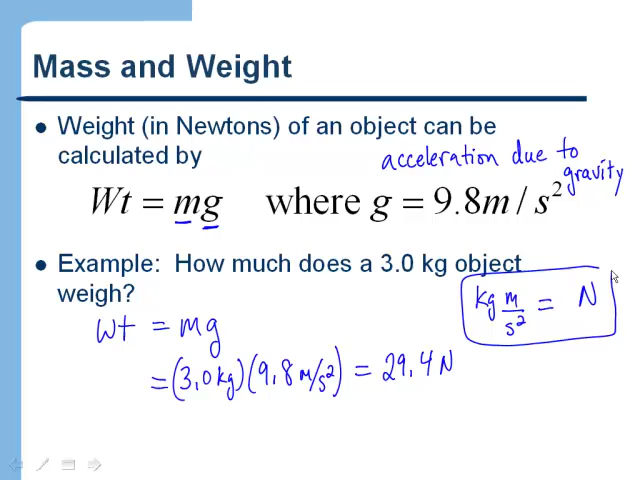 Mass and Weight
Weight (in Newtons) of an object can be
calculated by
acceleration due to
gravity
Wt = mg where g = 9.8m / s²
Example: How much does a 3.0 kg object
weigh?
kg m/s² = N
Wt = mg
= (3.0 kg)(9.8 m/s²) = 29.4 N